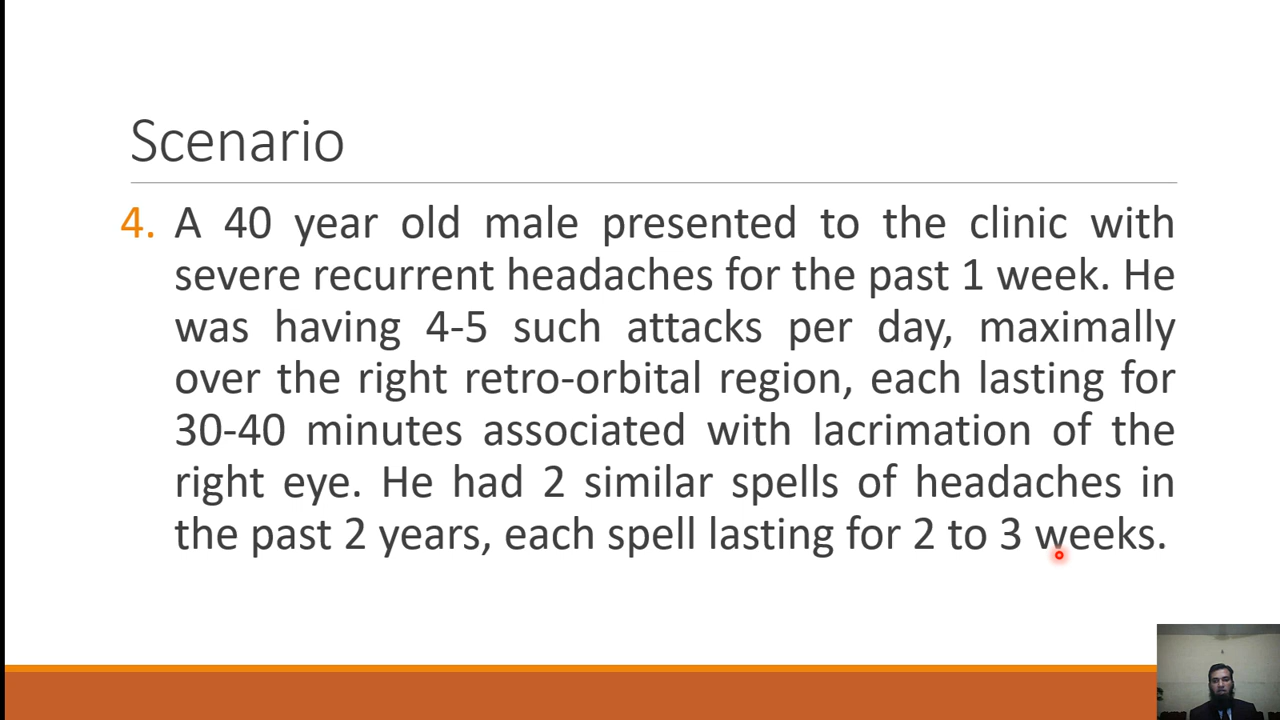 Scenario
4. A 40 year old male presented to the clinic with
severe recurrent headaches for the past 1 week. He
was having 4-5 such attacks per day, maximally
over the right retro-orbital region, each lasting for
30-40 minutes associated with lacrimation of the
right eye. He had 2 similar spells of headaches in
the past 2 years, each spell lasting for 2 to 3 weeks.